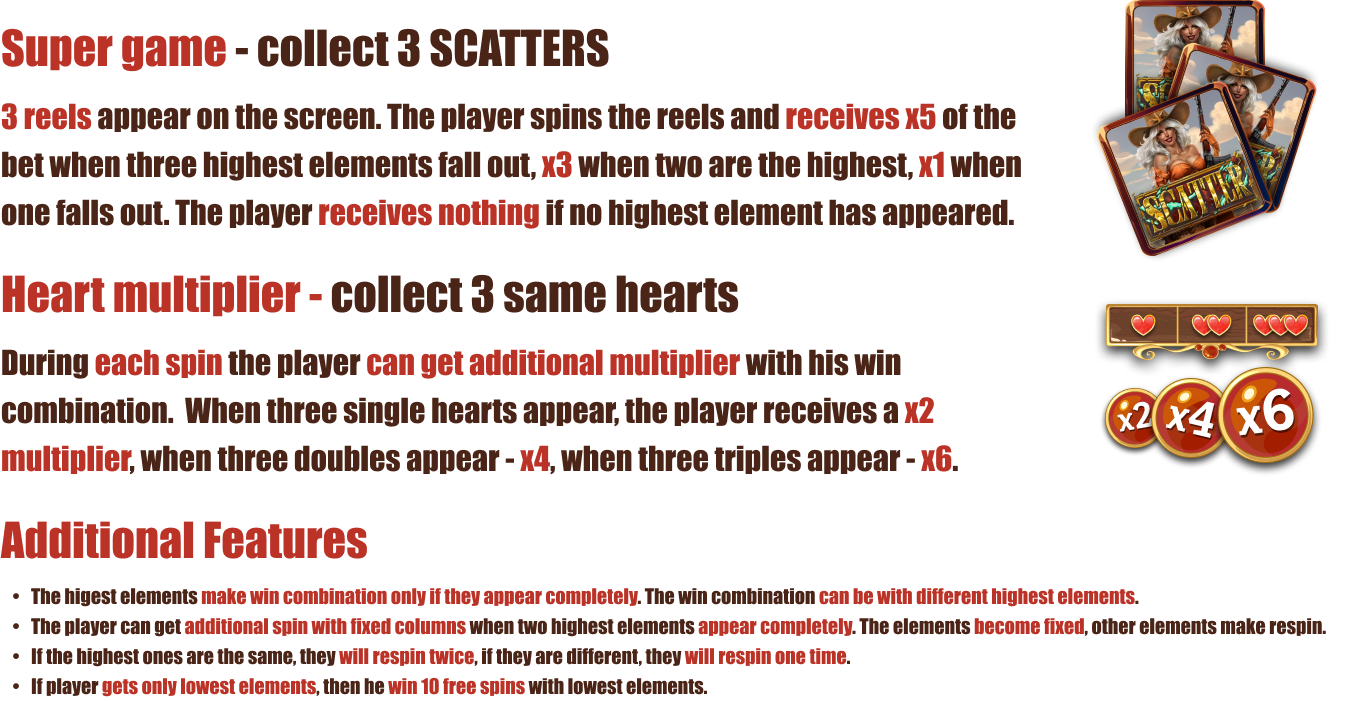 Super game - collect 3 SCATTERS
3 reels appear on the screen. The player spins the reels and receives x5 of the
bet when three highest elements fall out, x3 when two are the highest, x1 when
one falls out. The player receives nothing if no highest element has appeared.
SCATTER
Heart multiplier - collect 3 same hearts
During each spin the player can get additional multiplier with his win
combination. When three single hearts appear, the player receives a x2
multiplier, when three doubles appear - x4, when three triples appear - x6.
x2 x4 x6
Additional Features
• The higest elements make win combination only if they appear completely. The win combination can be with different highest elements.
• The player can get additional spin with fixed columns when two highest elements appear completely. The elements become fixed, other elements make respin.
• If the highest ones are the same, they will respin twice, if they are different, they will respin one time.
• If player gets only lowest elements, then he win 10 free spins with lowest elements.